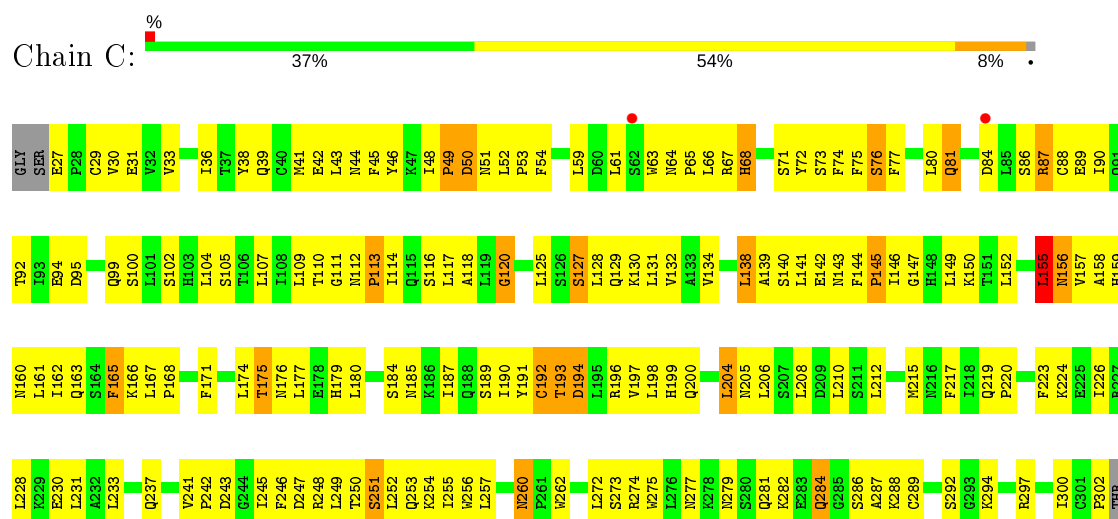 %
Chain C:
37% 54% 8% •
GLY SER E27 P28 C29 V30 E31 V32 V33 I36 T37 Y38 Q39 C40 M41 E42 L43 N44 F45 Y46 K47 I48 P49 D50 N51 L52 P53 F54 L59 D60 L61 S62 W63 N64 P65 L66 R67 H68 S71 Y72 S73 F74 F75 S76 F77 L80 Q81 D84 L85 S86 R87 C88 E89 I90 Q91
T92 I93 E94 D95 Q99 S100 L101 S102 H103 L104 S105 T106 L107 I108 L109 T110 G111 N112 P113 I114 Q115 S116 L117 A118 L119 G120 L125 S126 S127 L128 Q129 K130 L131 V132 A133 V134 L138 A139 S140 L141 E142 N143 F144 P145 I146 G147 H148 L149 K150 T151 L152 L155 N156 V157 A158 H159
N160 L161 I162 Q163 S164 F165 K166 L167 P168 F171 L174 T175 N176 L177 E178 H179 L180 S184 N185 K186 I187 Q188 S189 I190 Y191 C192 T193 D194 L195 R196 V197 L198 H199 Q200 L204 N205 L206 S207 L208 D209 L210 S211 L212 M215 N216 F217 I218 Q219 P220 F223 K224 E225 I226 R227
L228 K229 E230 L231 A232 L233 Q237 V241 P242 D243 G244 I245 F246 D247 R248 L249 T250 S251 L252 Q253 K254 I255 W256 L257 N260 P261 W262 L272 S273 R274 W275 L276 N277 K278 N279 S280 Q281 K282 E283 Q284 G285 S286 A287 K288 C289 S292 G293 K294 R297 I300 C301 P302 THR